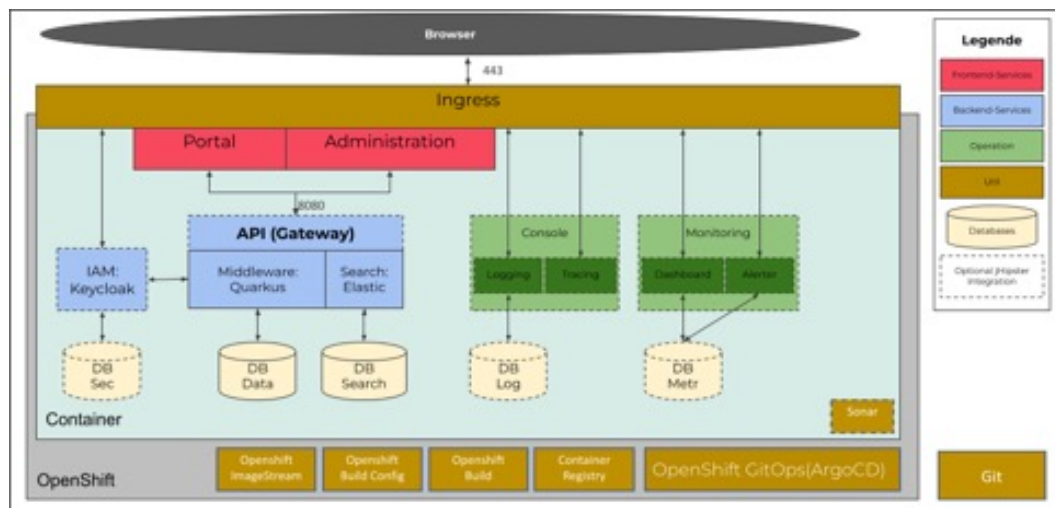 Browser
443
Ingress
Portal
Administration
8080
API (Gateway)
IAM:
Keycloak
Middleware:
Quarkus
Search:
Elastic
Console
Logging
Tracing
Monitoring
Dashboard
Alerter
DB
Sec
DB
Data
DB
Search
DB
Log
DB
Metr
Container
Sonar
OpenShift
Openshift
ImageStream
Openshift
Build Config
Openshift
Build
Container
Registry
OpenShift GitOps(ArgoCD)
Git
Legende
Frontend-Services
Backend-Services
Operation
Databases
Optional jHipster
Integration